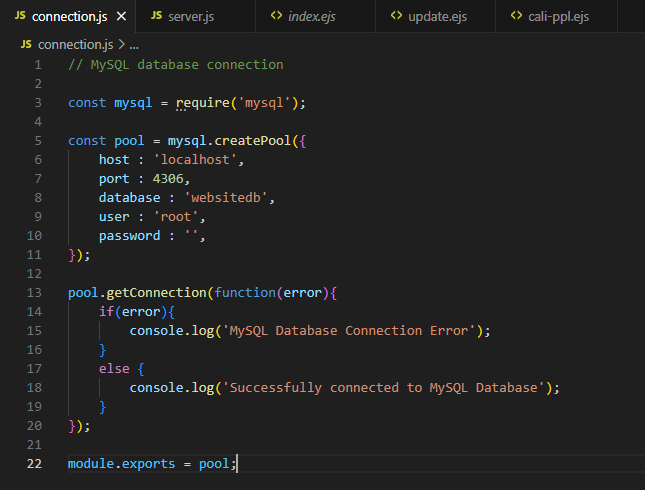 JS connection.js ×
JS server.js
<> index.ejs
<> update.ejs
<> cali-ppl.ejs
JS connection.js > ...
1 // MySQL database connection
2
3 const mysql = require('mysql');
4
5 const pool = mysql.createPool({
6     host : 'localhost',
7     port : 4306,
8     database : 'websitedb',
9     user : 'root',
10     password : '',
11 });
12
13 pool.getConnection(function(error){
14     if(error){
15         console.log('MySQL Database Connection Error');
16     }
17     else {
18         console.log('Successfully connected to MySQL Database');
19     }
20 });
21
22 module.exports = pool;